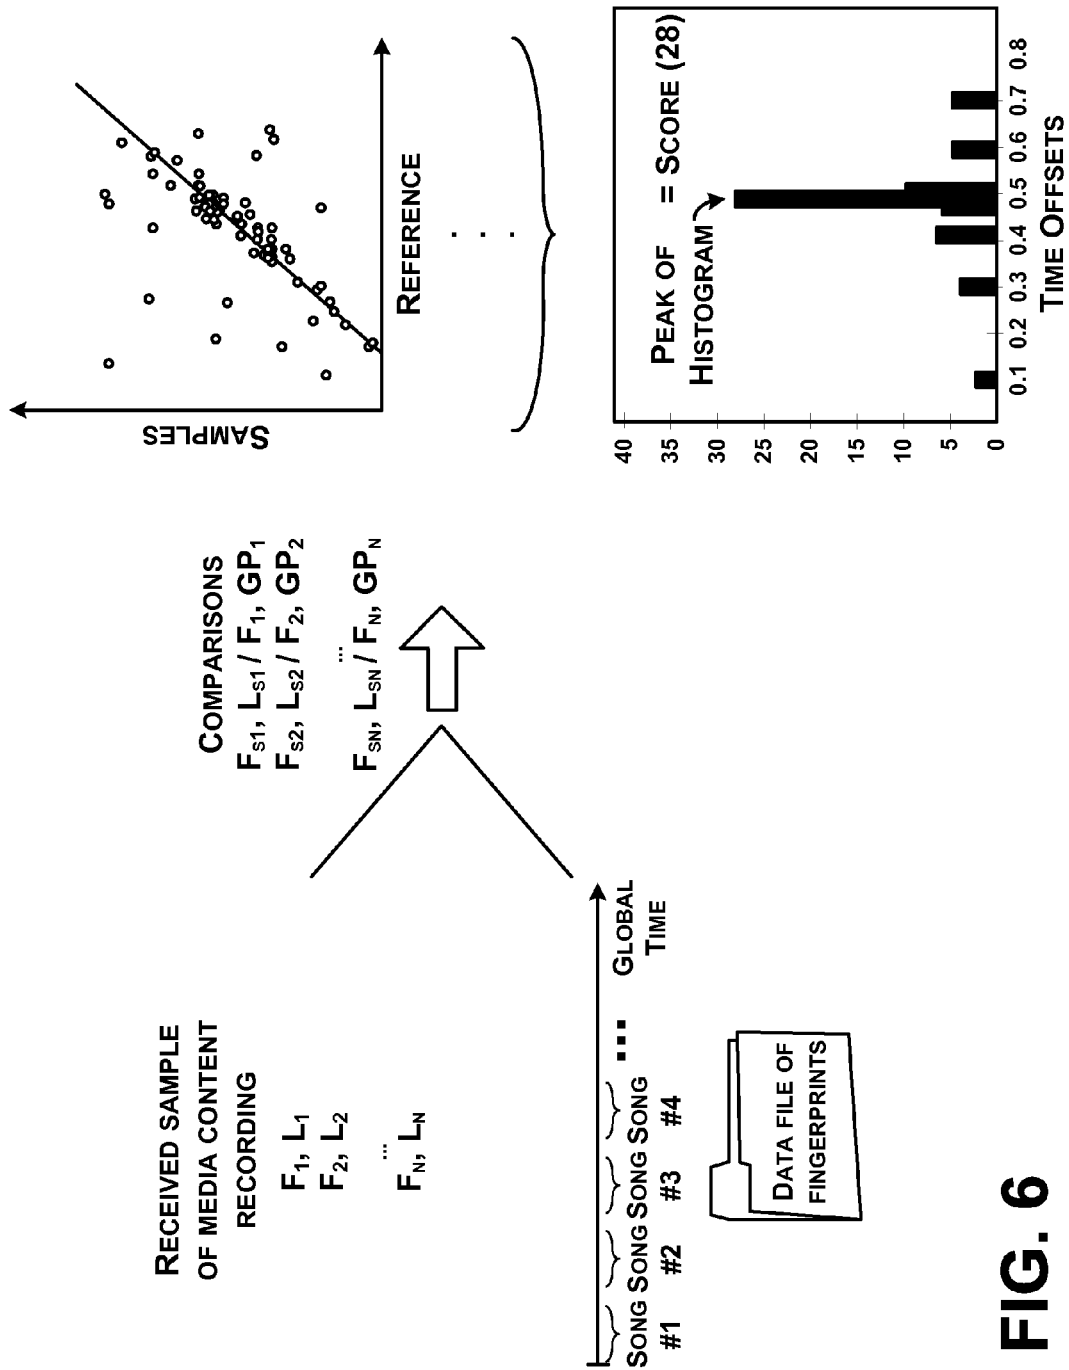 RECEIVED SAMPLE
OF MEDIA CONTENT
RECORDING
F1, L1
F2, L2
...
FN, LN
SONG SONG SONG SONG ...
#1 #2 #3 #4
GLOBAL
TIME
DATA FILE OF
FINGERPRINTS
COMPARISONS
FS1, LS1 / F1, GP1
FS2, LS2 / F2, GP2
...
FSN, LSN / FN, GPN
SAMPLES
REFERENCE
. . .
PEAK OF = SCORE (28)
HISTOGRAM
40
35
30
25
20
15
10
5
0
0.1 0.2 0.3 0.4 0.5 0.6 0.7 0.8
TIME OFFSETS
FIG. 6